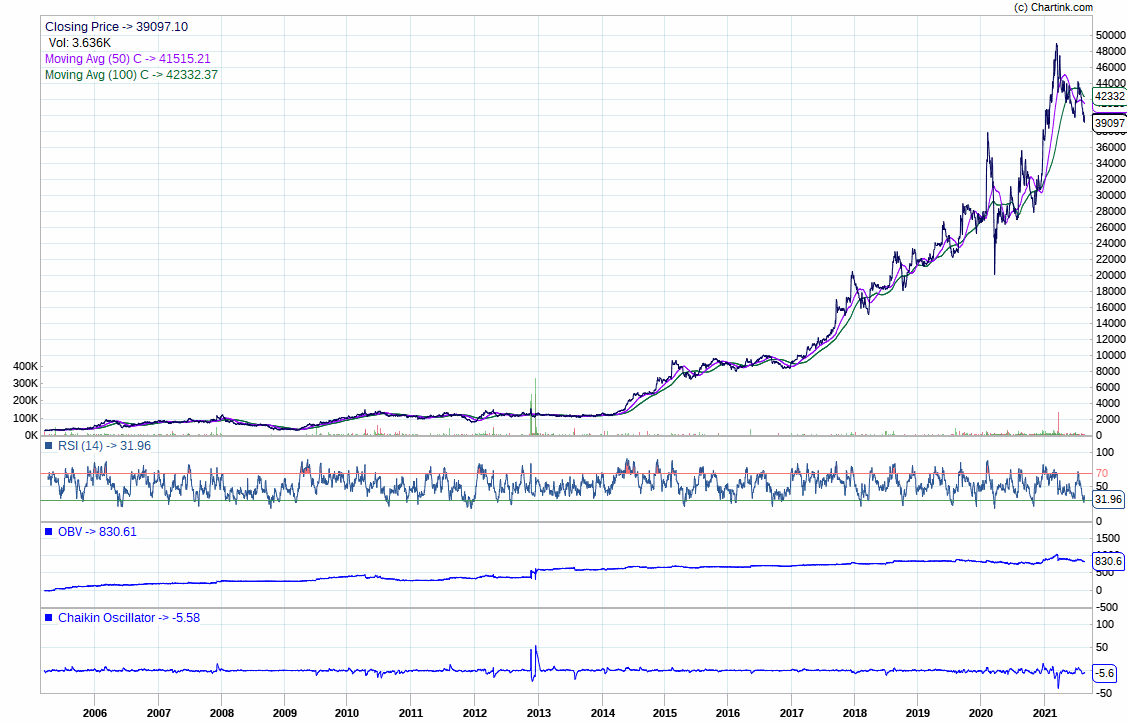 (c) Chartink.com
Closing Price -> 39097.10
Vol: 3.636K
Moving Avg (50) C -> 41515.21
Moving Avg (100) C -> 42332.37
50000
48000
46000
44000
42332
39097
36000
34000
32000
30000
28000
26000
24000
22000
20000
18000
16000
14000
12000
10000
8000
6000
4000
2000
0
400K
300K
200K
100K
0K
RSI (14) -> 31.96
100
70
50
31.96
0
OBV -> 830.61
1500
830.6
500
0
-500
Chaikin Oscillator -> -5.58
100
50
-5.6
-50
2006 2007 2008 2009 2010 2011 2012 2013 2014 2015 2016 2017 2018 2019 2020 2021